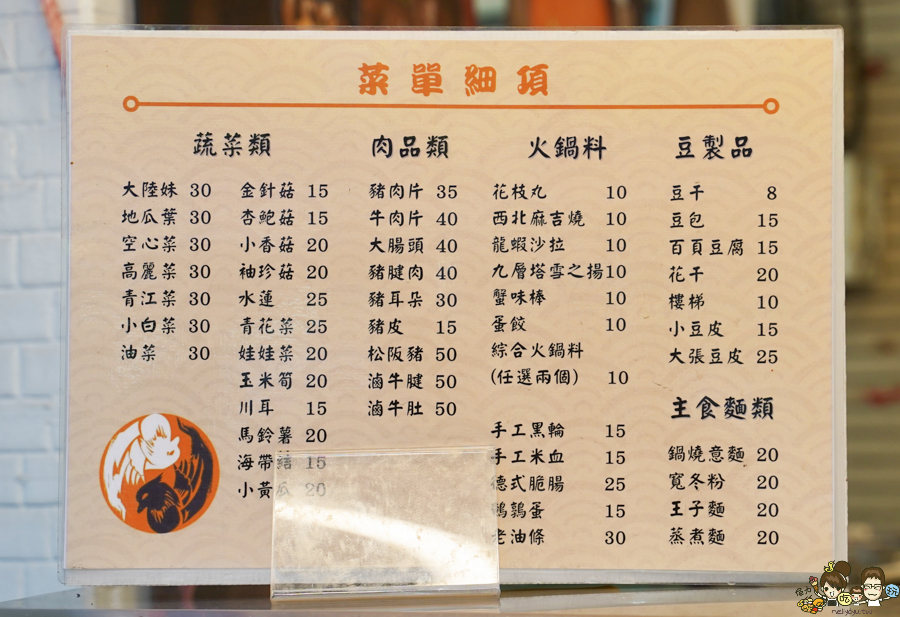 菜單細項
蔬菜類
大陸妹 30
地瓜葉 30
空心菜 30
高麗菜 30
青江菜 30
小白菜 30
油菜 30
金針菇 15
杏鮑菇 15
小香菇 20
袖珍菇 20
水蓮 25
青花菜 25
娃娃菜 20
玉米筍 20
川耳 15
馬鈴薯 20
海帶結 15
小黃瓜 20
肉品類
豬肉片 35
牛肉片 40
大腸頭 40
豬腱肉 40
豬耳朵 30
豬皮 15
松阪豬 50
滷牛腱 50
滷牛肚 50
火鍋料
花枝丸 10
西北麻吉燒 10
龍蝦沙拉 10
九層塔雪之揚 10
蟹味棒 10
蛋餃 10
綜合火鍋料
(任選兩個) 10
手工黑輪 15
手工米血 15
德式脆腸 25
鵪鶉蛋 15
老油條 30
豆製品
豆干 8
豆包 15
百頁豆腐 15
花干 20
樓梯 10
小豆皮 15
大張豆皮 25
主食麵類
鍋燒意麵 20
寬冬粉 20
王子麵 20
蒸煮麵 20